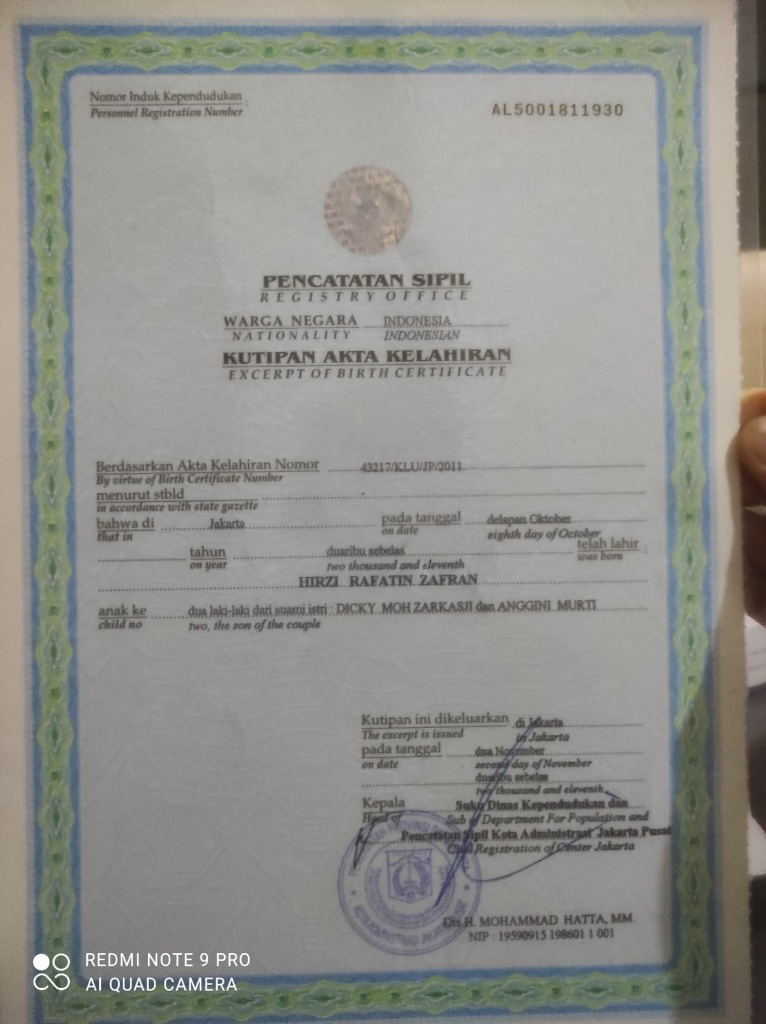 Nomor Induk Kependudukan :
Personnel Registration Number
AL5001811930
PENCATATAN SIPIL
REGISTRY OFFICE
WARGA NEGARA INDONESIA
NATIONALITY INDONESIAN
KUTIPAN AKTA KELAHIRAN
EXCERPT OF BIRTH CERTIFICATE
Berdasarkan Akta Kelahiran Nomor 43217/KLU/JP/2011.
By virtue of Birth Certificate Number
menurut stbld -
in accordance with state gazette
bahwa di Jakarta pada tanggal delapan Oktober
that in on date eighth day of October
tahun duaribu sebelas telah lahir :
on year two thousand and eleventh was born
HIRZI RAFATIN ZAFRAN
anak ke dua laki-laki dari suami istri : DICKY MOH ZARKASJI dan ANGGINI MURTI
child no two, the son of the couple
Kutipan ini dikeluarkan di Jakarta
The excerpt is issued in Jakarta
pada tanggal dua November
on date second day of November
duaribu sebelas
two thousand and eleventh
Kepala Suku Dinas Kependudukan dan
Head of Sub of Department For Population and
Pencatatan Sipil Kota Administrasi Jakarta Pusat
Civil Registration of Center Jakarta
Drs.H. MOHAMMAD HATTA, MM.
NIP : 19590915 198601 1 001
REDMI NOTE 9 PRO
AI QUAD CAMERA